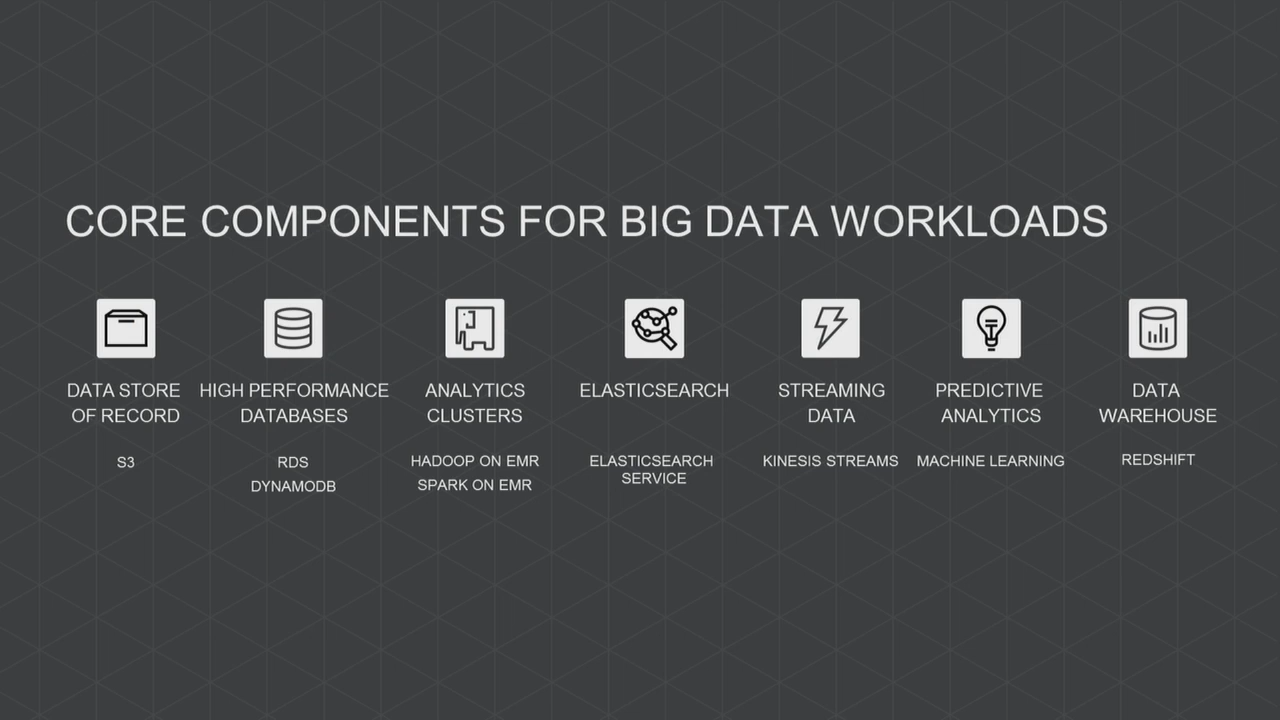 CORE COMPONENTS FOR BIG DATA WORKLOADS
DATA STORE
OF RECORD
S3
HIGH PERFORMANCE
DATABASES
RDS
DYNAMODB
ANALYTICS
CLUSTERS
HADOOP ON EMR
SPARK ON EMR
ELASTICSEARCH
ELASTICSEARCH
SERVICE
STREAMING
DATA
KINESIS STREAMS
PREDICTIVE
ANALYTICS
MACHINE LEARNING
DATA
WAREHOUSE
REDSHIFT